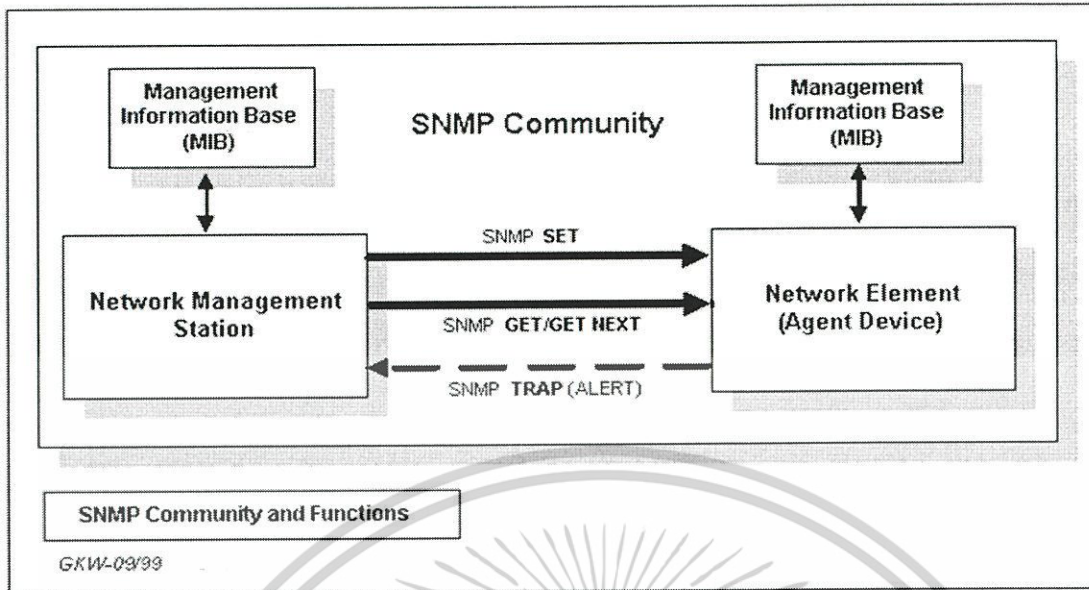 Management
Information Base
(MIB)
SNMP Community
Management
Information Base
(MIB)
Network Management
Station
SNMP SET
SNMP GET/GET NEXT
SNMP TRAP (ALERT)
Network Element
(Agent Device)
SNMP Community and Functions
GKW-09/99